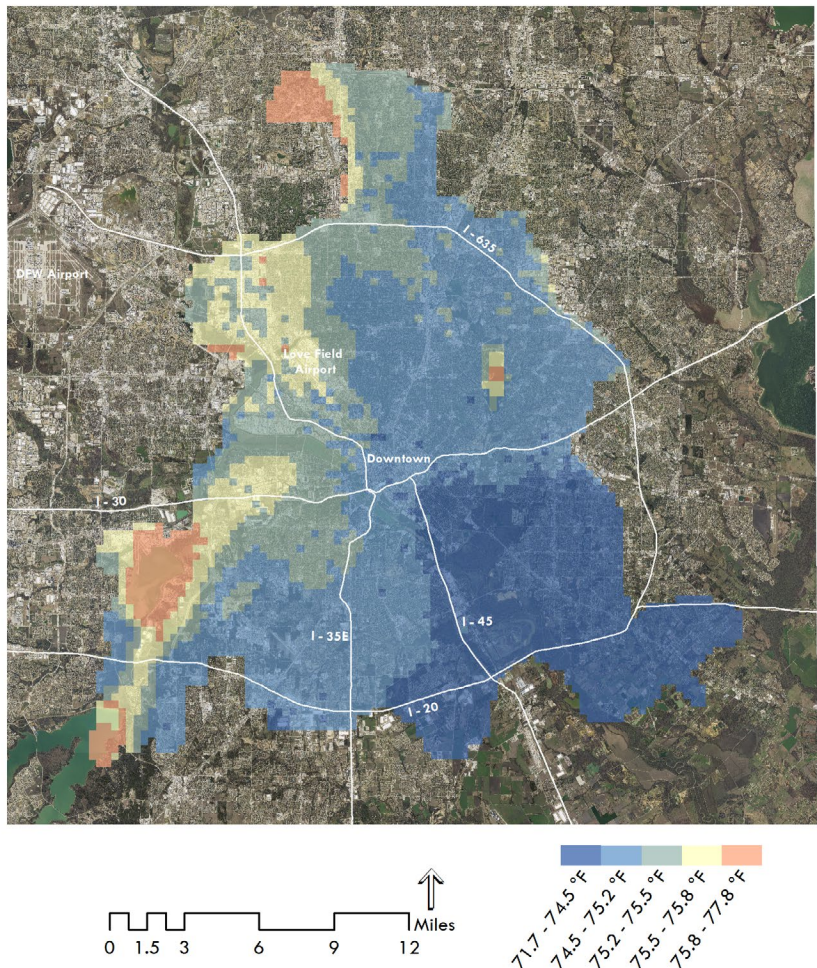 I - 635
DFW Airport
Love Field
Airport
Downtown
I - 30
I - 35E
I - 45
I - 20
Miles
0 1.5 3 6 9 12
71.7 - 74.5 °F
74.5 - 75.2 °F
75.2 - 75.5 °F
75.5 - 75.8 °F
75.8 - 77.8 °F